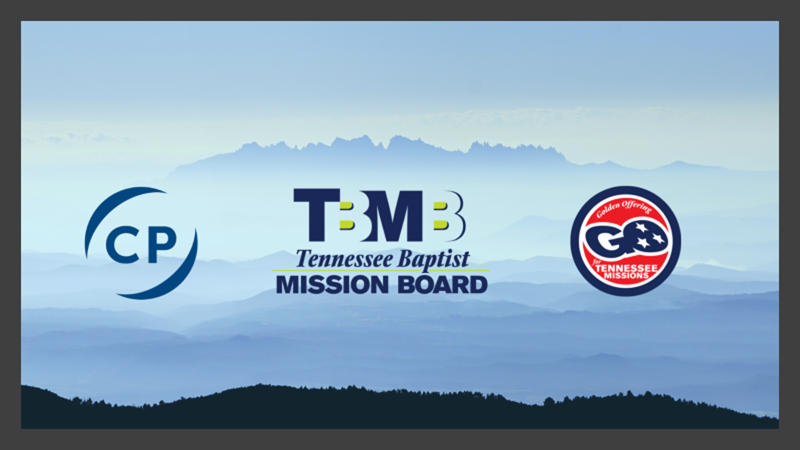 CP
TBMB
Tennessee Baptist
MISSION BOARD
Golden Offering
GO
for
TENNESSEE
MISSIONS